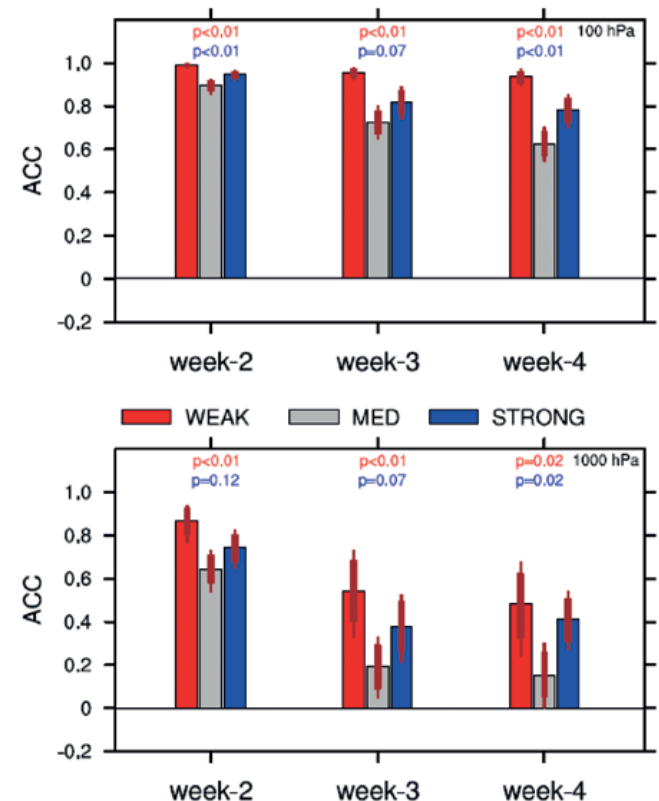 p<0.01 p<0.01 p<0.01 100 hPa
p<0.01 p=0.07 p<0.01
1.0
0.8
0.6
0.4
0.2
0
-0.2
ACC
week-2 week-3 week-4
WEAK MED STRONG
p<0.01 p<0.01 p=0.02 1000 hPa
p=0.12 p=0.07 p=0.02
1.0
0.8
0.6
0.4
0.2
0
-0.2
ACC
week-2 week-3 week-4